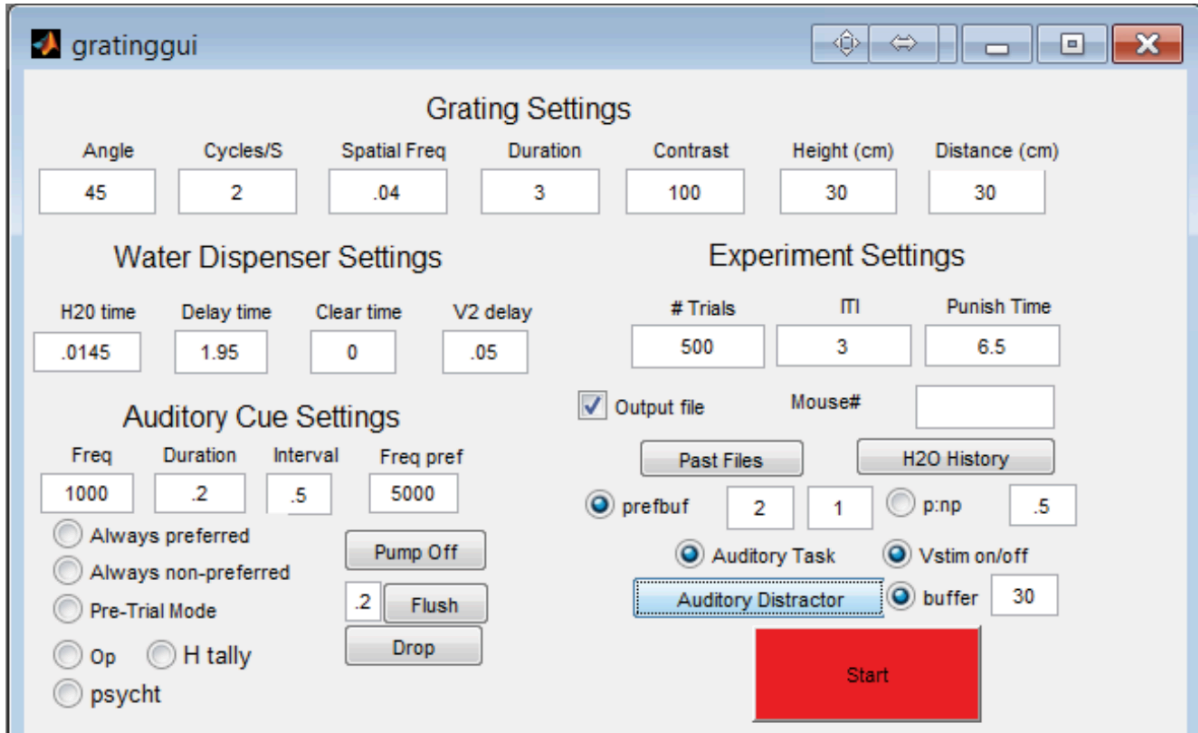 gratinggui
Grating Settings
Angle Cycles/S Spatial Freq Duration Contrast Height (cm) Distance (cm)
45 2 .04 3 100 30 30
Water Dispenser Settings
H20 time Delay time Clear time V2 delay
.0145 1.95 0 .05
Experiment Settings
# Trials ITI Punish Time
500 3 6.5
Output file Mouse#
Past Files H2O History
prefbuf 2 1 p:np .5
Auditory Task Vstim on/off
Auditory Distractor buffer 30
Start
Auditory Cue Settings
Freq Duration Interval Freq pref
1000 .2 .5 5000
Always preferred
Always non-preferred
Pre-Trial Mode
Op H tally
psycht
Pump Off
.2 Flush
Drop